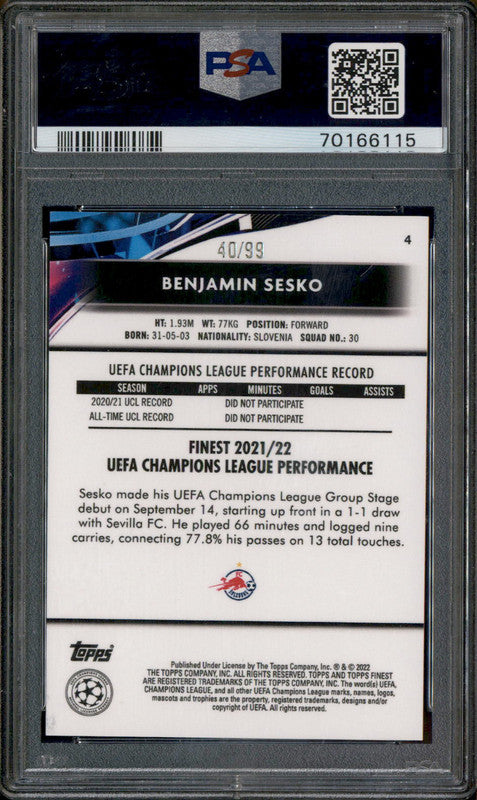 PSA
70166115
4
40/99
BENJAMIN SESKO
HT: 1.93M WT: 77KG POSITION: FORWARD
BORN: 31-05-03 NATIONALITY: SLOVENIA SQUAD NO.: 30
UEFA CHAMPIONS LEAGUE PERFORMANCE RECORD
SEASON APPS MINUTES GOALS ASSISTS
2020/21 UCL RECORD DID NOT PARTICIPATE
ALL-TIME UCL RECORD DID NOT PARTICIPATE
FINEST 2021/22
UEFA CHAMPIONS LEAGUE PERFORMANCE
Sesko made his UEFA Champions League Group Stage
debut on September 14, starting up front in a 1-1 draw
with Sevilla FC. He played 66 minutes and logged nine
carries, connecting 77.8% his passes on 13 total touches.
FC
SALZBURG
Topps
Published Under License by The Topps Company, Inc. ® & © 2022
THE TOPPS COMPANY, INC. ALL RIGHTS RESERVED. TOPPS AND TOPPS FINEST
ARE REGISTERED TRADEMARKS OF THE TOPPS COMPANY, INC. The word(s) UEFA,
CHAMPIONS LEAGUE, and all other UEFA Champions League marks, names, logos,
mascots and trophies are the property, registered trademarks, designs and/or
copyright of UEFA. All rights reserved.
PSA